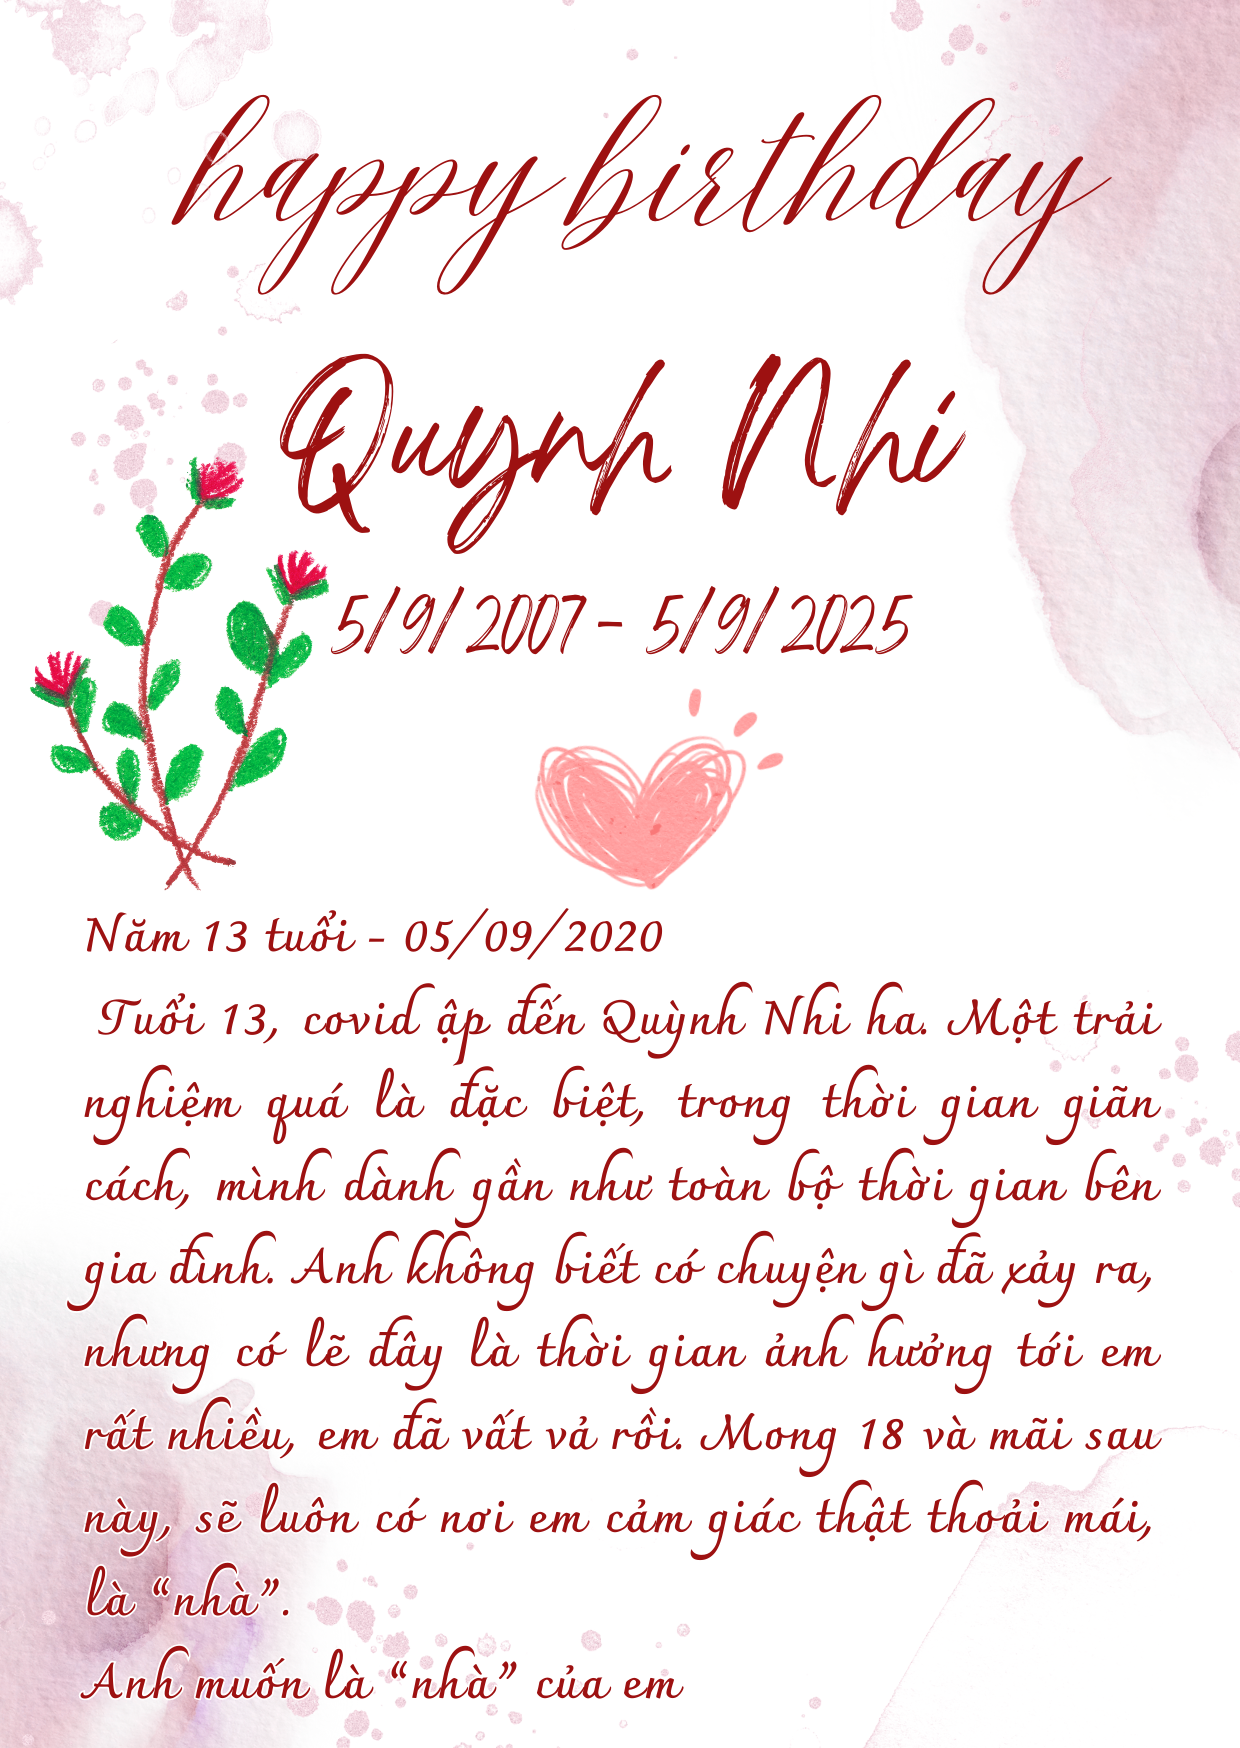 happy birthday
Quynh Nhi
5/9/2007 - 5/9/2025
Năm 13 tuổi - 05/09/2020
Tuổi 13, covid ập đến Quỳnh Nhi ha. Một trải
nghiệm quá là đặc biệt, trong thời gian giãn
cách, mình dành gần như toàn bộ thời gian bên
gia đình. Anh không biết có chuyện gì đã xảy ra,
nhưng có lẽ đây là thời gian ảnh hưởng tới em
rất nhiều, em đã vất vả rồi. Mong 18 và mãi sau
này, sẽ luôn có nơi em cảm giác thật thoải mái,
là “nhà”.
Anh muốn là “nhà” của em